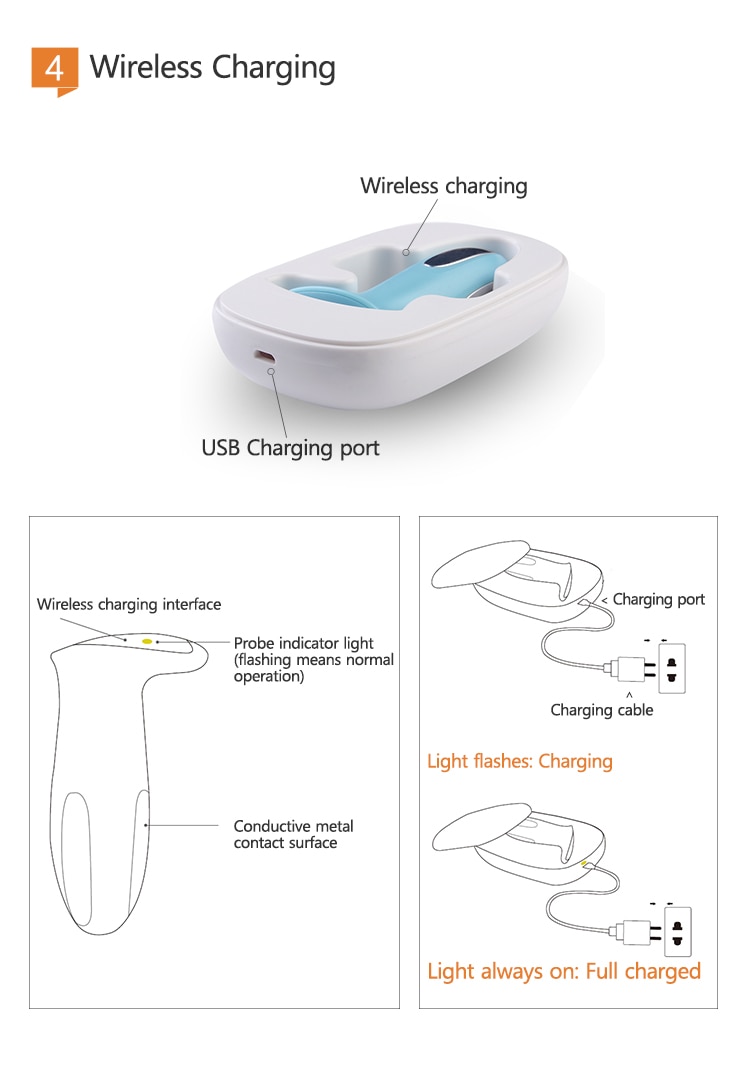 4 Wireless Charging
Wireless charging
USB Charging port
Wireless charging interface
Probe indicator light
(flashing means normal
operation)
Conductive metal
contact surface
< Charging port
^
Charging cable
Light flashes: Charging
Light always on: Full charged